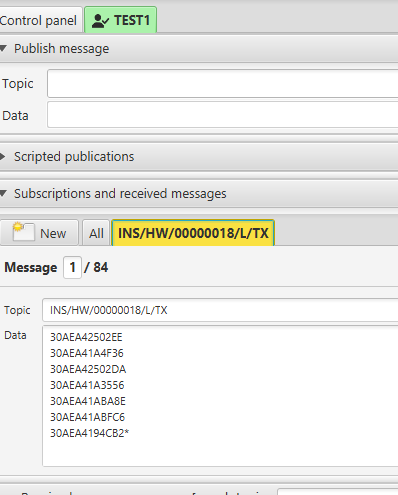 Control panel
TEST1
Publish message
Topic
Data
Scripted publications
Subscriptions and received messages
New
All
INS/HW/00000018/L/TX
Message 1 / 84
Topic INS/HW/00000018/L/TX
Data 30AEA42502EE
30AEA41A4F36
30AEA42502DA
30AEA41A3556
30AEA41ABA8E
30AEA41ABFC6
30AEA4194CB2*